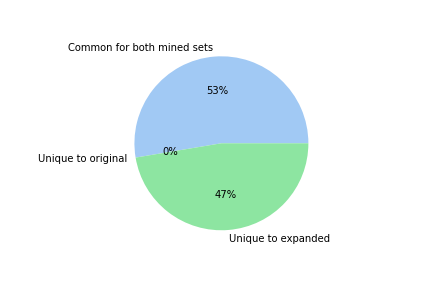 Common for both mined sets
53%
0%
Unique to original
47%
Unique to expanded